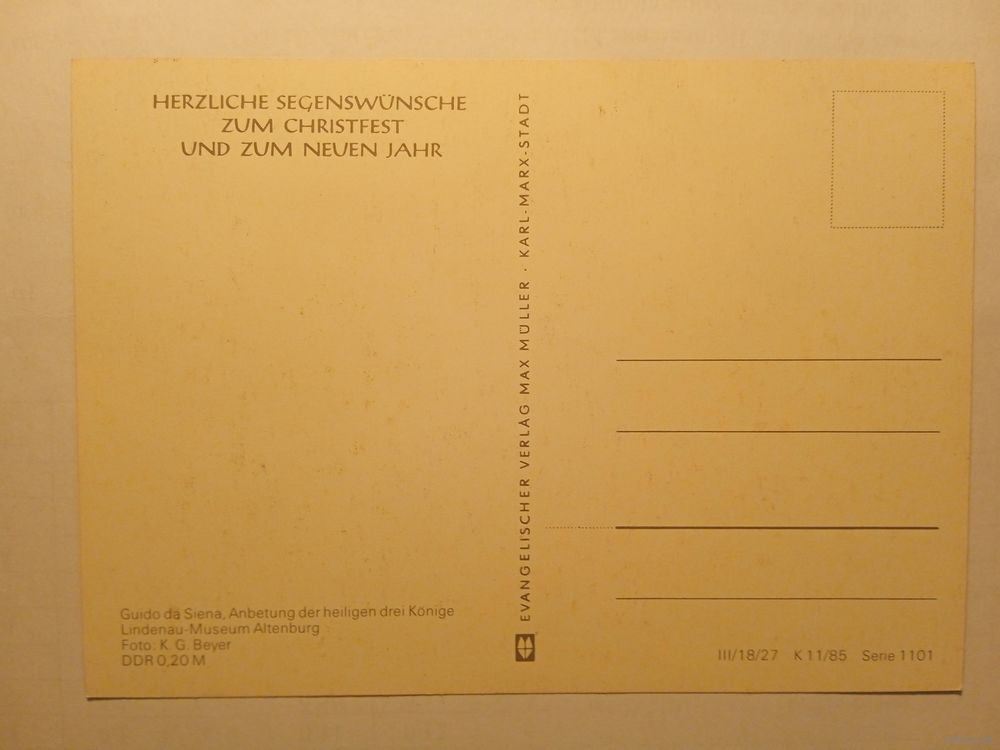 HERZLICHE SEGENSWÜNSCHE
ZUM CHRISTFEST
UND ZUM NEUEN JAHR
Guido da Siena, Anbetung der heiligen drei Könige
Lindenau-Museum Altenburg
Foto: K. G. Beyer
DDR 0,20 M
EVANGELISCHER VERLAG MAX MÜLLER · KARL-MARX-STADT
III/18/27 K 11/85 Serie 1101